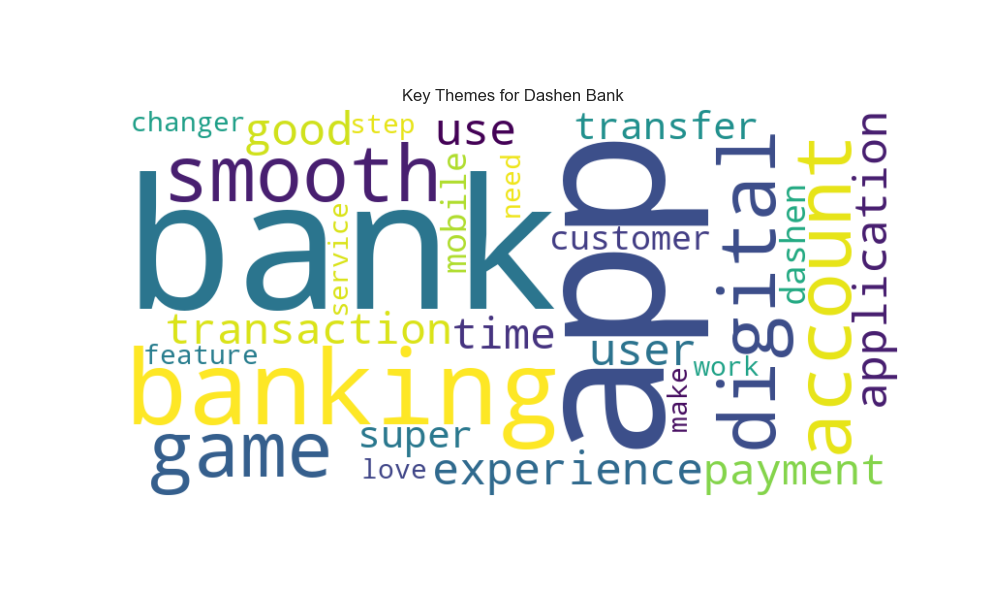 Key Themes for Dashen Bank
changer
good
step
use
transfer
smooth
bank
app
digital
account
application
mobile
need
service
customer
dashen
transaction
time
user
feature
work
banking
make
game
super
love
experience
payment